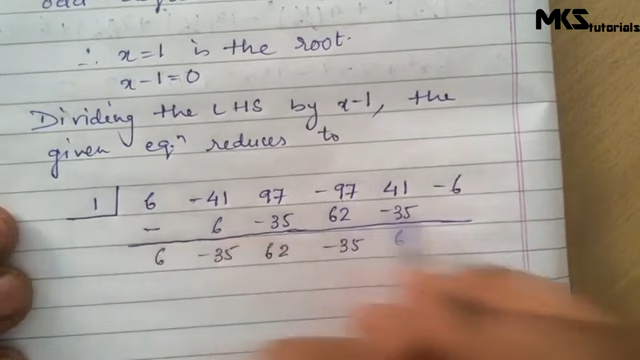 MKS tutorials
∴ x=1 is the root.
x-1=0
Dividing the LHS by x-1, the
given eqⁿ reduces to
1 | 6 -41 97 -97 41 -6
- 6 -35 62 -35
6 -35 62 -35 6